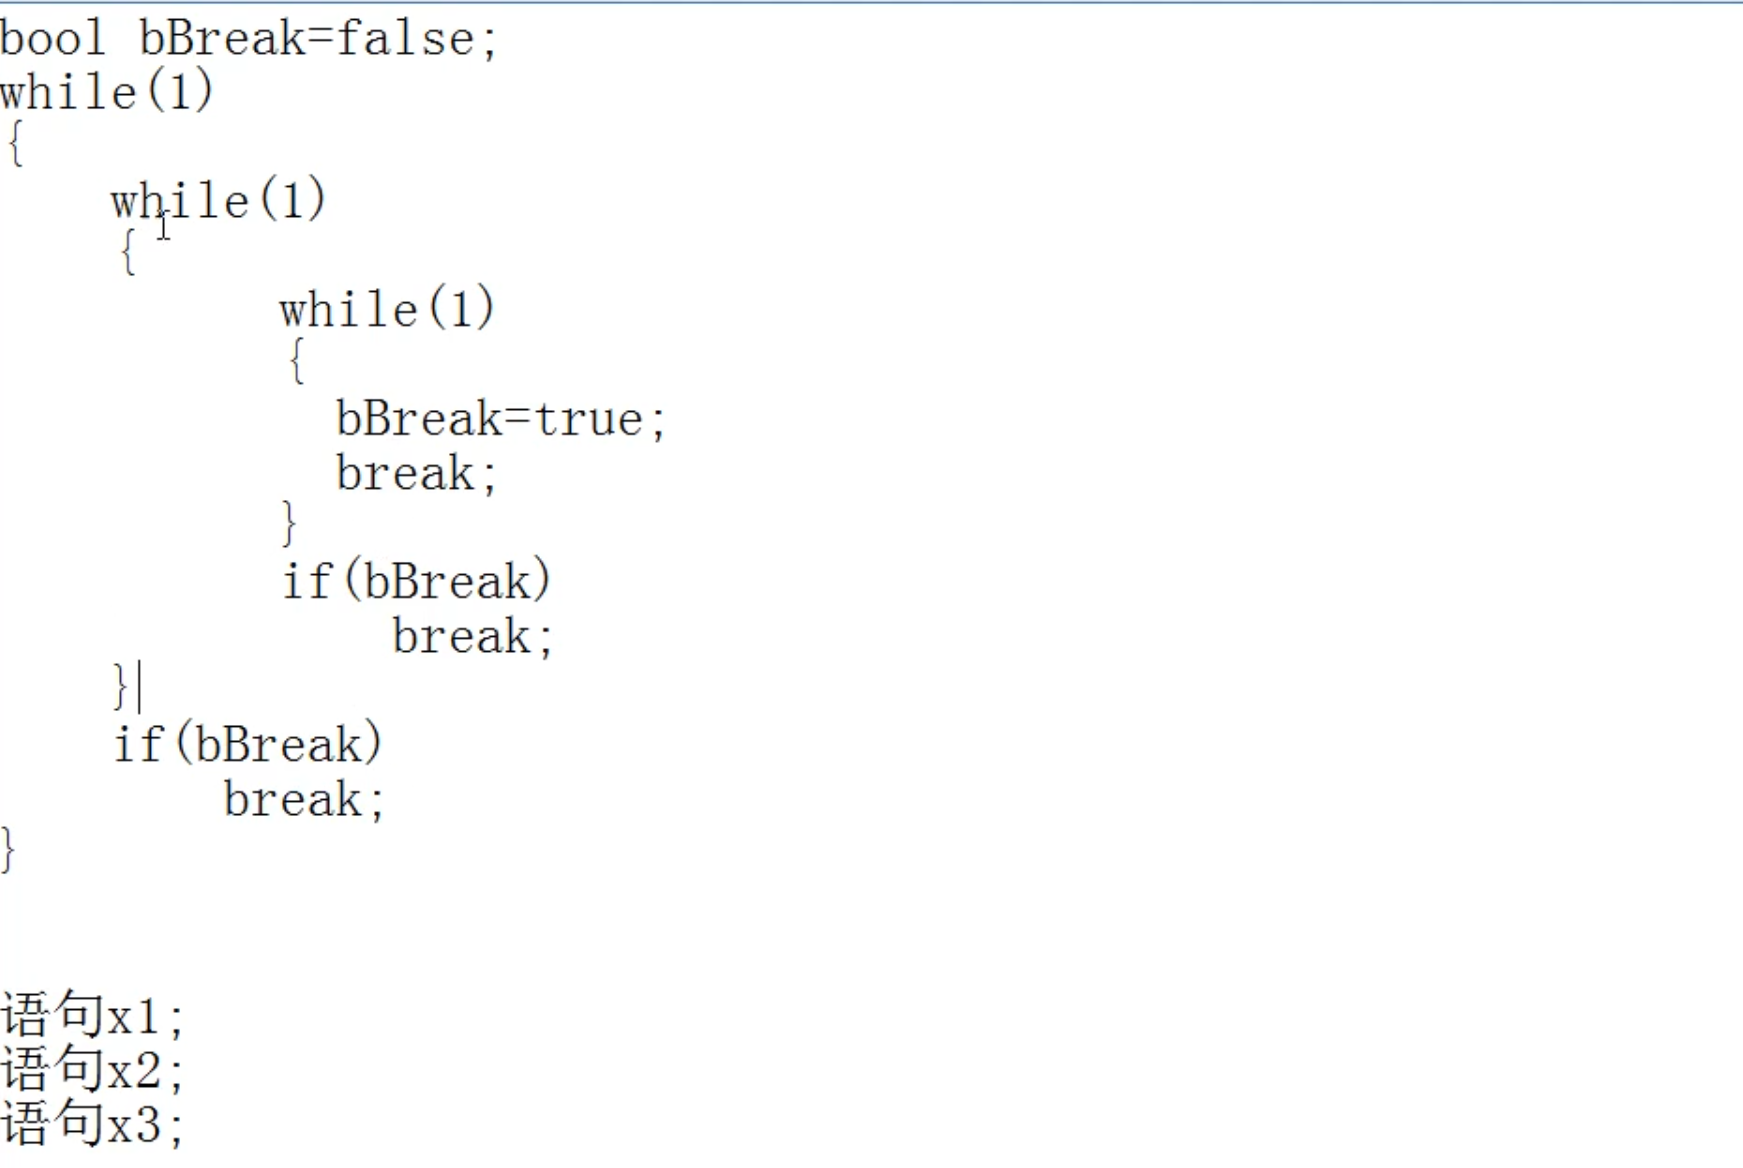 bool bBreak=false;
while(1)
{
while(1)
{
while(1)
{
bBreak=true;
break;
}
if(bBreak)
break;
}
if(bBreak)
break;
}
语句x1;
语句x2;
语句x3;